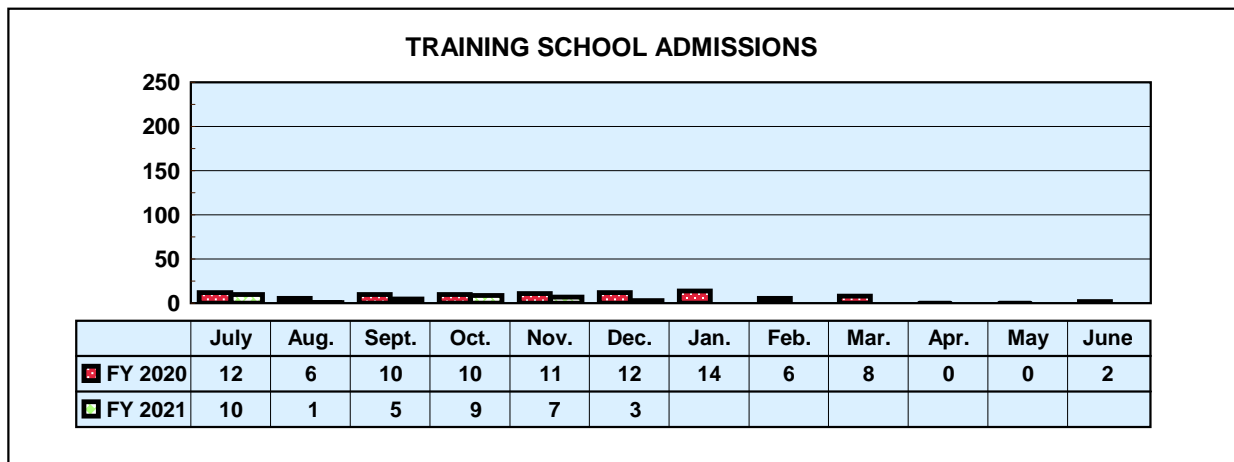 TRAINING SCHOOL ADMISSIONS
250
200
150
100
50
0
July Aug. Sept. Oct. Nov. Dec. Jan. Feb. Mar. Apr. May June
FY 2020 12 6 10 10 11 12 14 6 8 0 0 2
FY 2021 10 1 5 9 7 3